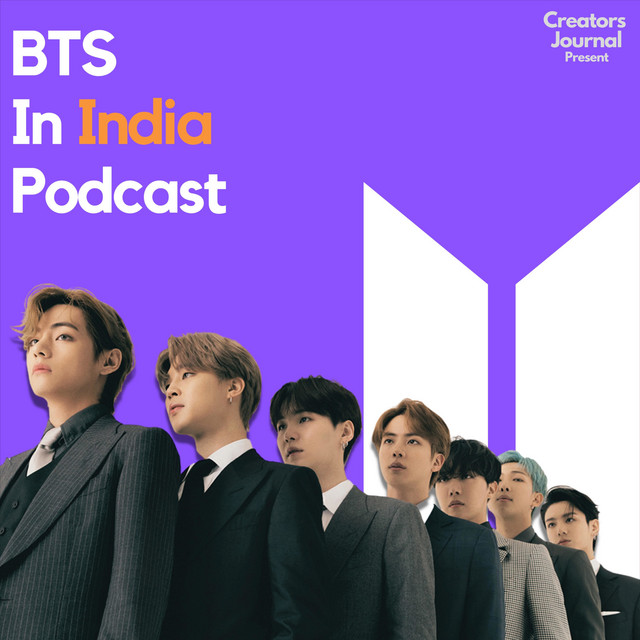 BTS
In India
Podcast
Creators
Journal
Present